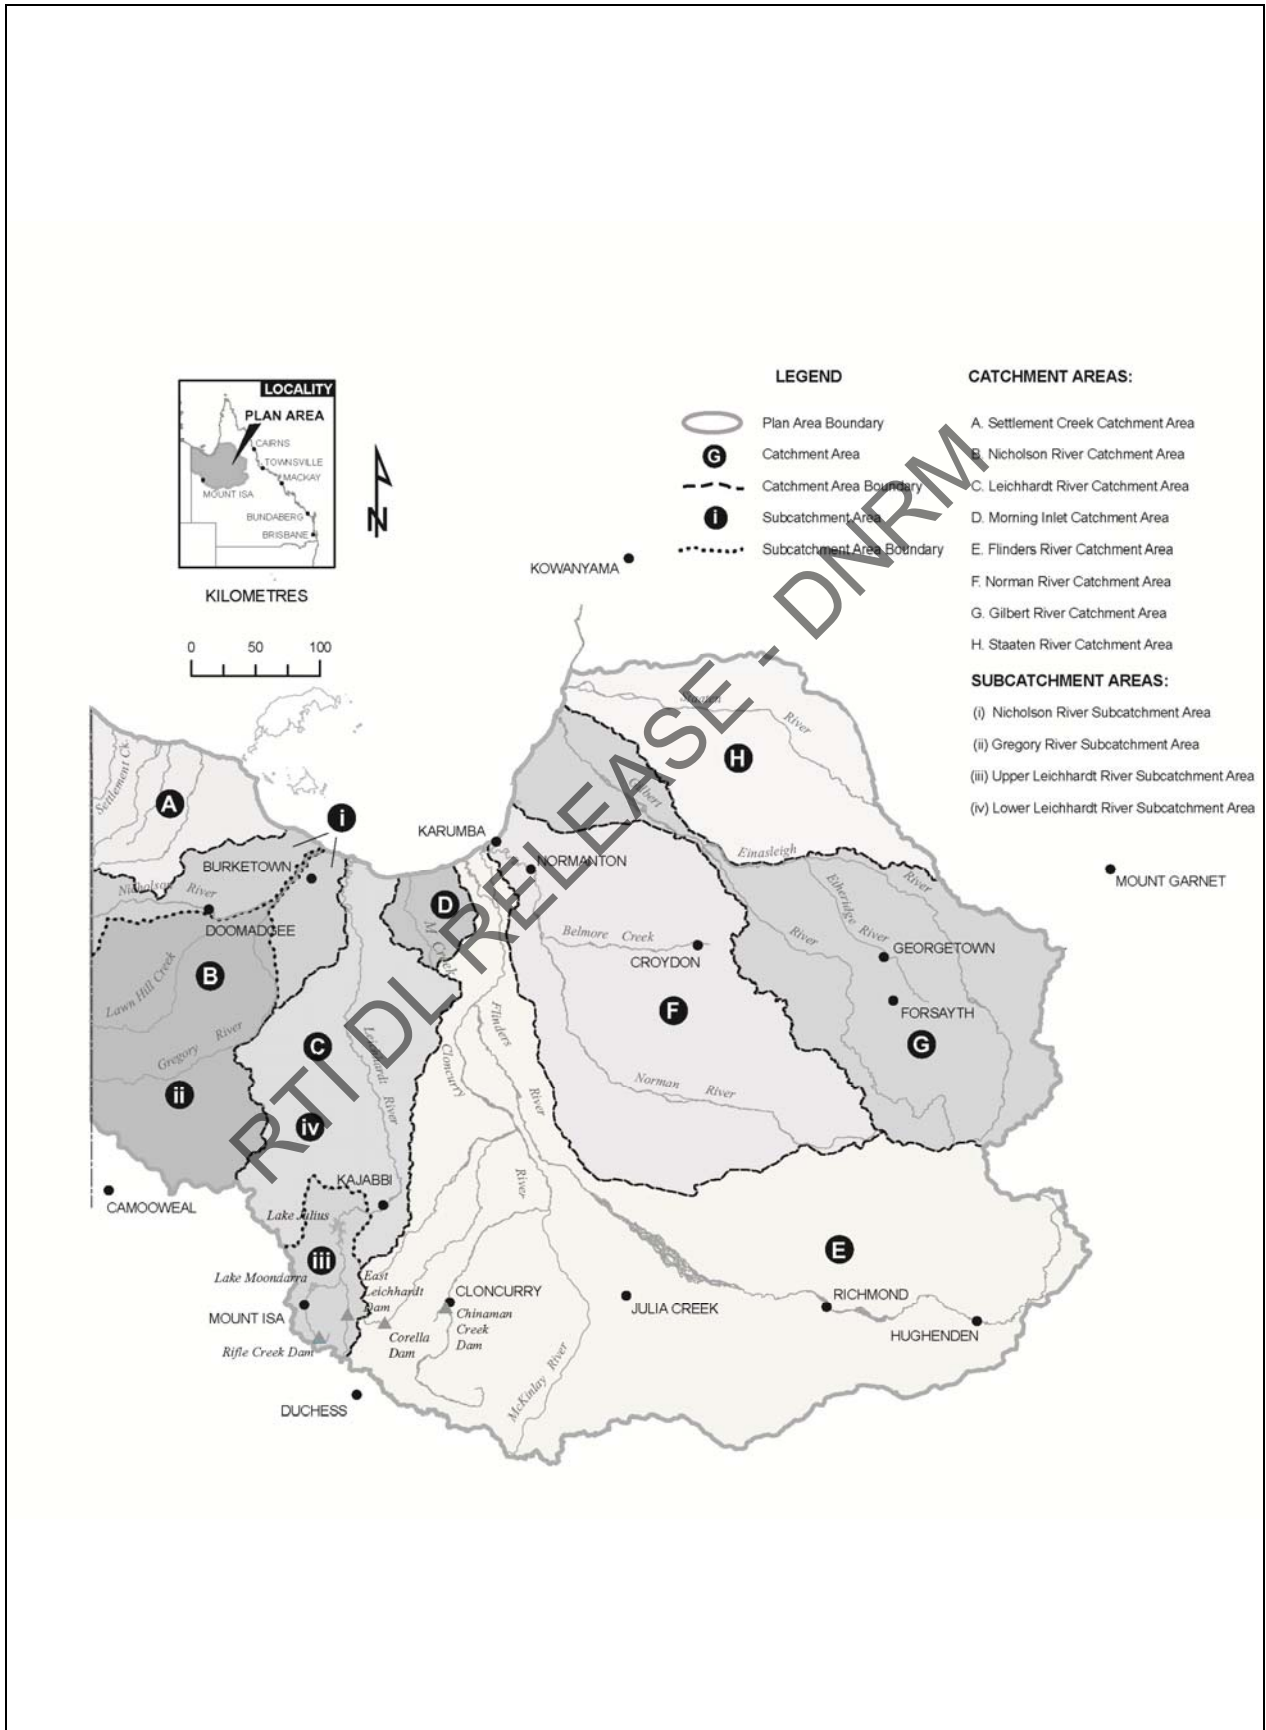 LOCALITY
PLAN AREA
CAIRNS
TOWNSVILLE
MACKAY
MOUNT ISA
BUNDABERG
BRISBANE
N
KILOMETRES
0 50 100
LEGEND
Plan Area Boundary
G Catchment Area
Catchment Area Boundary
i Subcatchment Area
Subcatchment Area Boundary
CATCHMENT AREAS:
A. Settlement Creek Catchment Area
B. Nicholson River Catchment Area
C. Leichhardt River Catchment Area
D. Morning Inlet Catchment Area
E. Flinders River Catchment Area
F. Norman River Catchment Area
G. Gilbert River Catchment Area
H. Staaten River Catchment Area
SUBCATCHMENT AREAS:
(i) Nicholson River Subcatchment Area
(ii) Gregory River Subcatchment Area
(iii) Upper Leichhardt River Subcatchment Area
(iv) Lower Leichhardt River Subcatchment Area
RTI DL RELEASE - DNRM
KOWANYAMA
Staaten River
H
Settlement Ck.
A
i
Gilbert
KARUMBA
NORMANTON
Einasleigh River
BURKETOWN
MOUNT GARNET
Nicholson River
Etheridge River
DOOMADGEE
D
M. Creek
Belmore Creek
CROYDON
River
GEORGETOWN
B
Lawn Hill Creek
F
FORSAYTH
Gregory River
C
Leichhardt River
Flinders River
Cloncurry River
G
ii
Norman River
iv
KAJABBI
CAMOOWEAL
Lake Julius
iii
E
Lake Moondarra
East
Leichhardt
Dam
CLONCURRY
JULIA CREEK
RICHMOND
MOUNT ISA
Chinaman
Creek
Dam
Corella
Dam
HUGHENDEN
Rifle Creek Dam
McKinlay River
DUCHESS